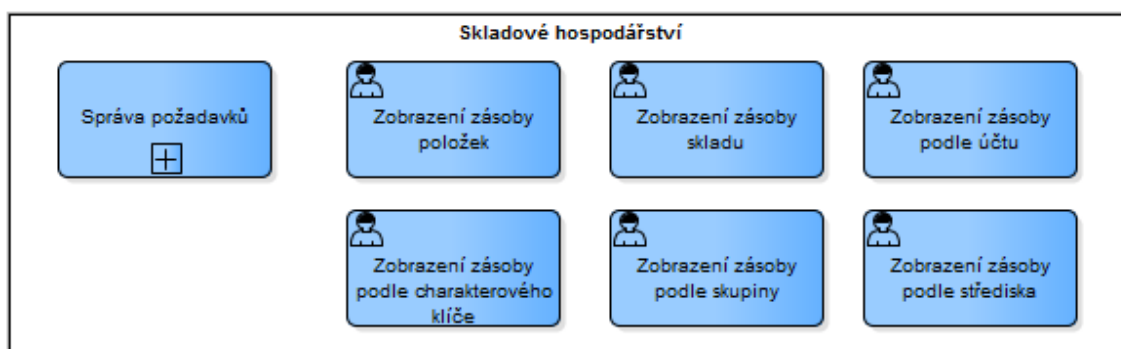 Skladové hospodářství
Správa požadavků
Zobrazení zásoby
položek
Zobrazení zásoby
skladu
Zobrazení zásoby
podle účtu
Zobrazení zásoby
podle charakterového
klíče
Zobrazení zásoby
podle skupiny
Zobrazení zásoby
podle střediska